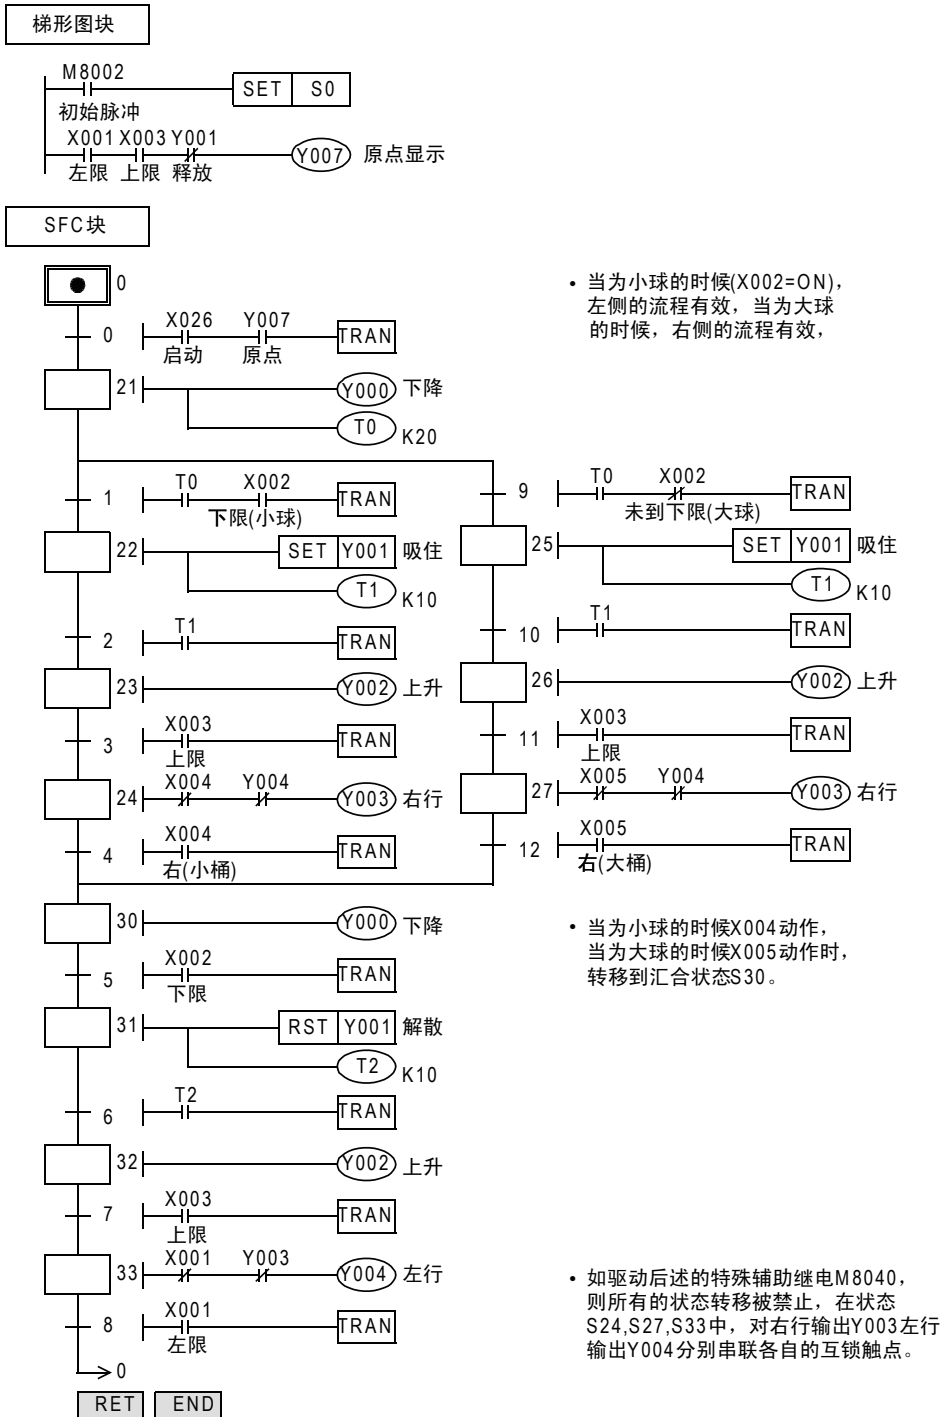 梯形图块
M8002
SET S0
初始脉冲
X001 X003 Y001
Y007 原点显示
左限 上限 释放
SFC块
0
• 当为小球的时候(X002=ON),
左侧的流程有效，当为大球
的时候，右侧的流程有效，
0 X026 Y007 TRAN
启动 原点
21 Y000 下降
T0 K20
1 T0 X002 TRAN
下限(小球)
9 T0 X002 TRAN
未到下限(大球)
22 SET Y001 吸住
T1 K10
25 SET Y001 吸住
T1 K10
2 T1 TRAN
10 T1 TRAN
23 Y002 上升
26 Y002 上升
3 X003 TRAN
上限
11 X003 TRAN
上限
24 X004 Y004 Y003 右行
27 X005 Y004 Y003 右行
4 X004 TRAN
右(小桶)
12 X005 TRAN
右(大桶)
30 Y000 下降
• 当为小球的时候X004动作，
当为大球的时候X005动作时，
转移到汇合状态S30。
5 X002 TRAN
下限
31 RST Y001 解散
T2 K10
6 T2 TRAN
32 Y002 上升
7 X003 TRAN
上限
33 X001 Y003 Y004 左行
• 如驱动后述的特殊辅助继电M8040，
则所有的状态转移被禁止，在状态
S24,S27,S33中，对右行输出Y003左行
输出Y004分别串联各自的互锁触点。
8 X001 TRAN
左限
0
RET END